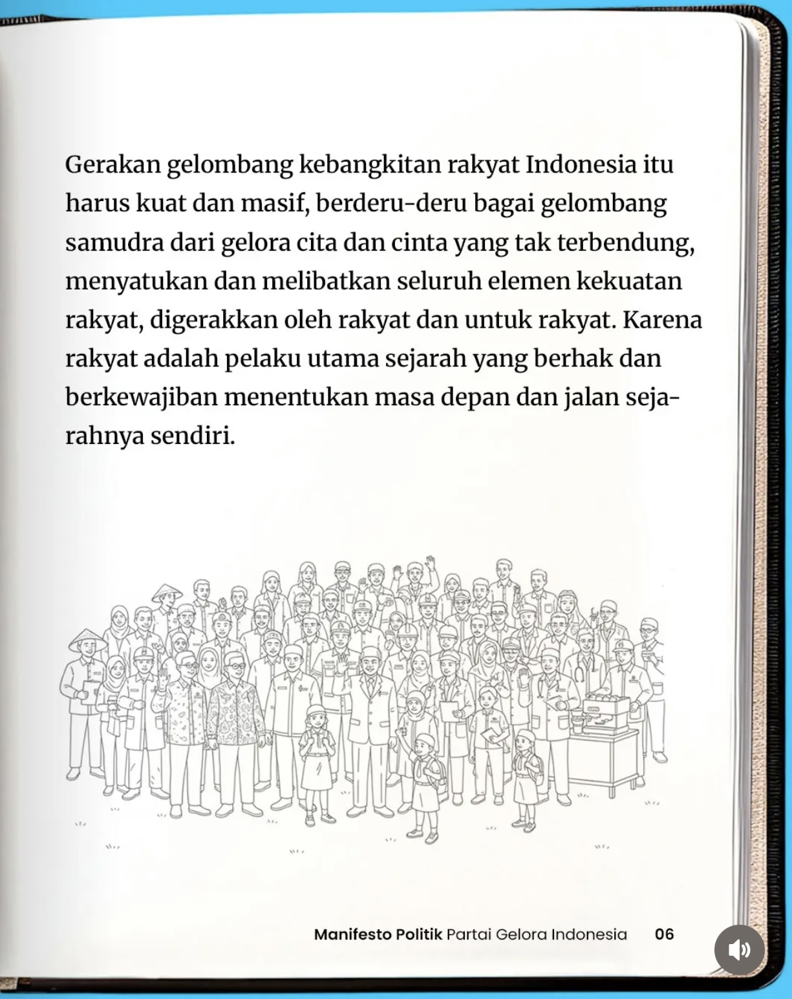 Gerakan gelombang kebangkitan rakyat Indonesia itu
harus kuat dan masif, berderu-deru bagai gelombang
samudra dari gelora cita dan cinta yang tak terbendung,
menyatukan dan melibatkan seluruh elemen kekuatan
rakyat, digerakkan oleh rakyat dan untuk rakyat. Karena
rakyat adalah pelaku utama sejarah yang berhak dan
berkewajiban menentukan masa depan dan jalan seja-
rahnya sendiri.
Manifesto Politik Partai Gelora Indonesia 06